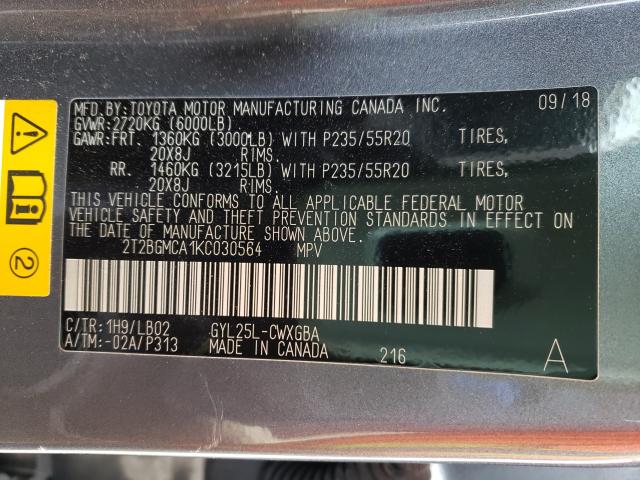 MFD.BY:TOYOTA MOTOR MANUFACTURING CANADA INC. 09/18
GVWR:2720KG (6000LB)
GAWR:FRT. 1360KG (3000LB) WITH P235/55R20 TIRES,
20X8J RIMS.
RR. 1460KG (3215LB) WITH P235/55R20 TIRES,
20X8J RIMS.
THIS VEHICLE CONFORMS TO ALL APPLICABLE FEDERAL MOTOR
VEHICLE SAFETY AND THEFT PREVENTION STANDARDS IN EFFECT ON
THE DATE OF MANUFACTURE SHOWN ABOVE.
2T2BGMCA1KC030564 MPV
C/TR:1H9/LB02 GYL25L-CWXGBA
A/TM:-02A/P313 MADE IN CANADA 216 A
2